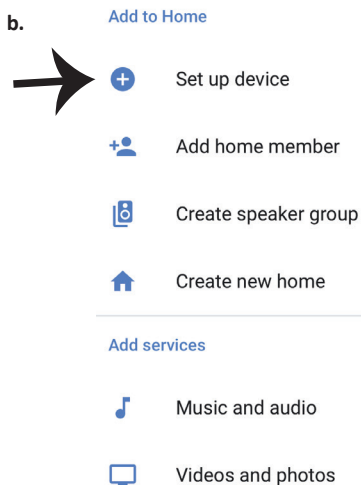 b.
Add to Home
Set up device
Add home member
Create speaker group
Create new home
Add services
Music and audio
Videos and photos